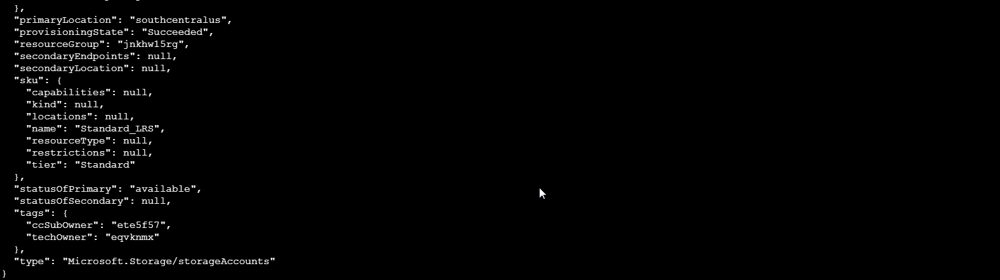 },
"primaryLocation": "southcentralus",
"provisioningState": "Succeeded",
"resourceGroup": "jnkhw15rg",
"secondaryEndpoints": null,
"secondaryLocation": null,
"sku": {
"capabilities": null,
"kind": null,
"locations": null,
"name": "Standard_LRS",
"resourceType": null,
"restrictions": null,
"tier": "Standard"
},
"statusOfPrimary": "available",
"statusOfSecondary": null,
"tags": {
"ccSubOwner": "ete5f57",
"techOwner": "eqvknmx"
},
"type": "Microsoft.Storage/storageAccounts"
}